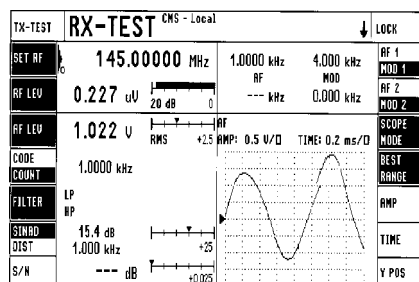 TX-TEST RX-TEST CMS - Local LOCK
SET RF 145.00000 MHz 1.0000 kHz 4.000 kHz AF 1
AF MOD MOD 1
RF LEV 0.227 uV 20 dB 0 --- kHz 0.000 kHz AF 2
MOD 2
AF LEV 1.022 V RMS +2.5 AF SCOPE
AMP: 0.5 V/□ TIME: 0.2 ms/□ MODE
CODE BEST
COUNT 1.0000 kHz RANGE
FILTER LP AMP
HP
SINAD 15.4 dB
DIST 1.000 kHz +25 TIME
S/N --- dB +0.025 Y POS